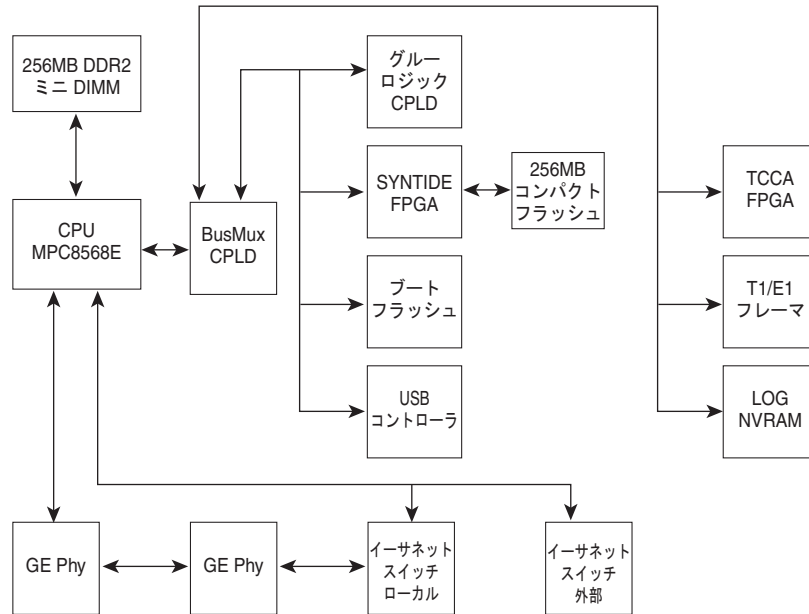 256MB DDR2
ミニ DIMM
グルー
ロジック
CPLD
CPU
MPC8568E
BusMux
CPLD
SYNTIDE
FPGA
256MB
コンパクト
フラッシュ
TCCA
FPGA
ブート
フラッシュ
T1/E1
フレーマ
USB
コントローラ
LOG
NVRAM
GE Phy
GE Phy
イーサネット
スイッチ
ローカル
イーサネット
スイッチ
外部